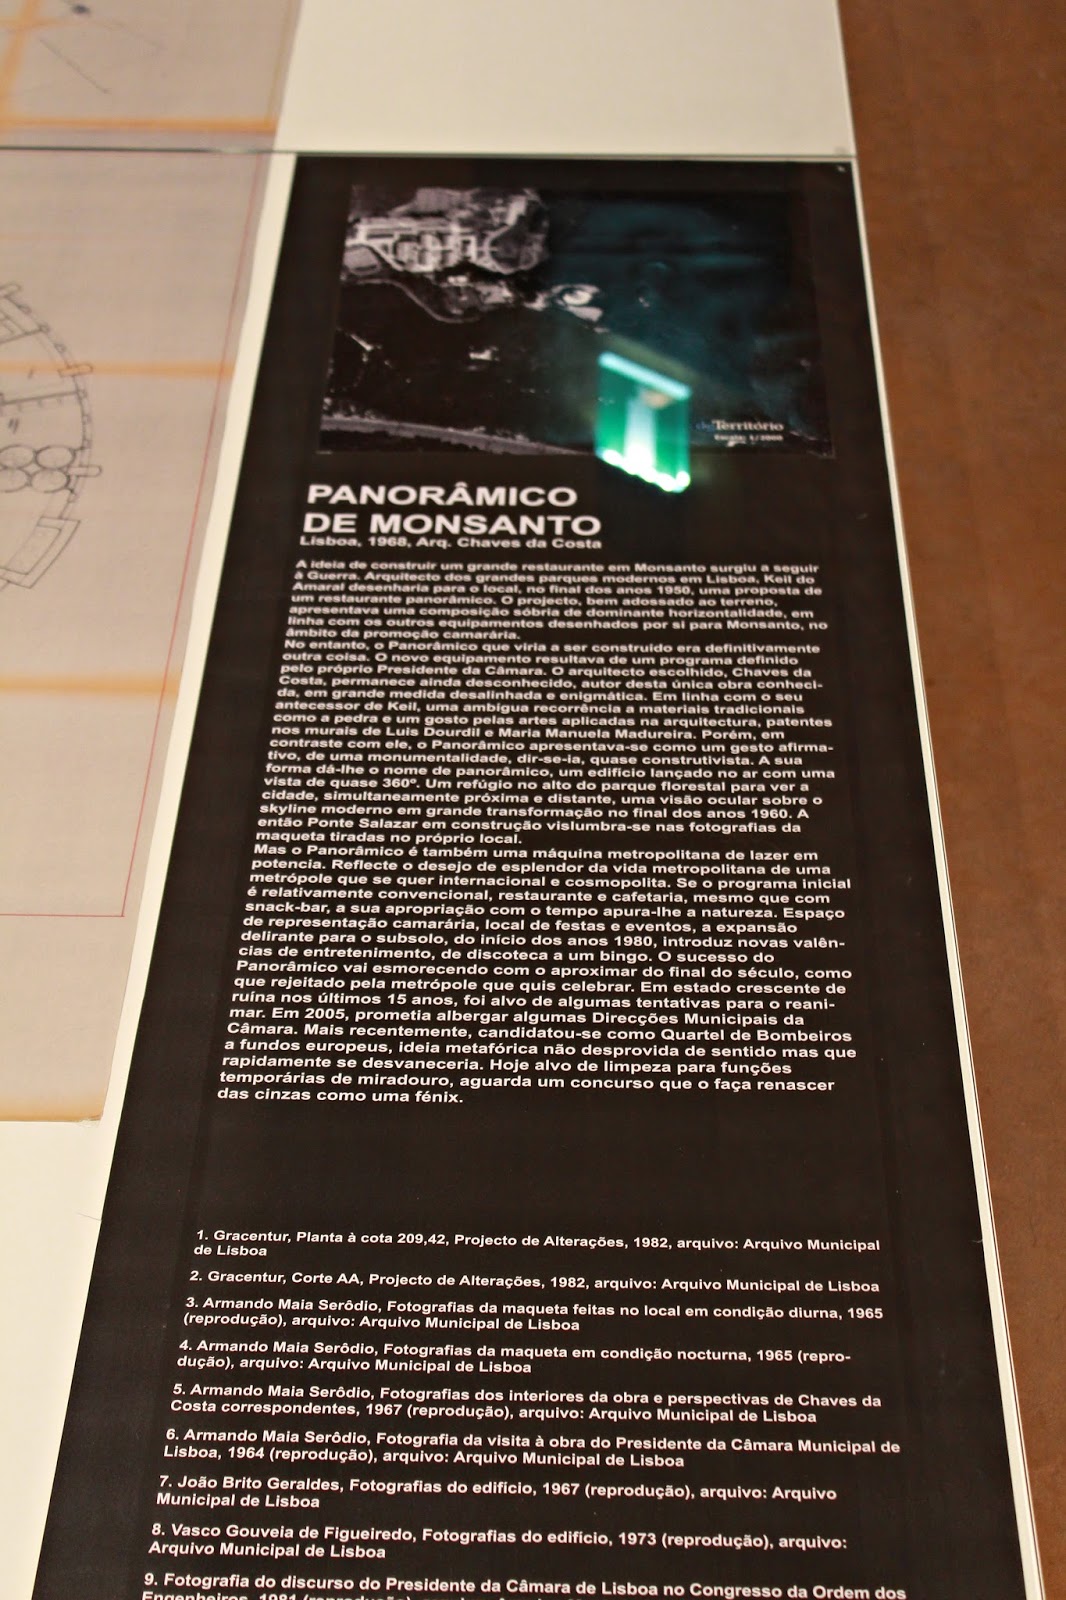 de Território
Escala: 1/2000
PANORÂMICO
DE MONSANTO
Lisboa, 1968, Arq. Chaves da Costa
A ideia de construir um grande restaurante em Monsanto surgiu a seguir
à Guerra. Arquitecto dos grandes parques modernos em Lisboa, Keil do
Amaral desenharia para o local, no final dos anos 1950, uma proposta de
um restaurante panorâmico. O projecto, bem adossado ao terreno,
apresentava uma composição sóbria de dominante horizontalidade, em
linha com os outros equipamentos desenhados por si para Monsanto, no
âmbito da promoção camarária.
No entanto, o Panorâmico que viria a ser construído era definitivamente
outra coisa. O novo equipamento resultava de um programa definido
pelo próprio Presidente da Câmara. O arquitecto escolhido, Chaves da
Costa, permanece ainda desconhecido, autor desta única obra conheci-
da, em grande medida desalinhada e enigmática. Em linha com o seu
antecessor de Keil, uma ambígua recorrência a materiais tradicionais
como a pedra e um gosto pelas artes aplicadas na arquitectura, patentes
nos murais de Luis Dourdil e Maria Manuela Madureira. Porém, em
contraste com ele, o Panorâmico apresentava-se como um gesto afirma-
tivo, de uma monumentalidade, dir-se-ia, quase construtivista. A sua
forma dá-lhe o nome de panorâmico, um edifício lançado no ar com uma
vista de quase 360º. Um refúgio no alto do parque florestal para ver a
cidade, simultaneamente próxima e distante, uma visão ocular sobre o
skyline moderno em grande transformação no final dos anos 1960. A
então Ponte Salazar em construção vislumbra-se nas fotografias da
maqueta tiradas no próprio local.
Mas o Panorâmico é também uma máquina metropolitana de lazer em
potencia. Reflecte o desejo de esplendor da vida metropolitana de uma
metrópole que se quer internacional e cosmopolita. Se o programa inicial
é relativamente convencional, restaurante e cafetaria, mesmo que com
snack-bar, a sua apropriação com o tempo apura-lhe a natureza. Espaço
de representação camarária, local de festas e eventos, a expansão
delirante para o subsolo, do início dos anos 1980, introduz novas valên-
cias de entretenimento, de discoteca a um bingo. O sucesso do
Panorâmico vai esmorecendo com o aproximar do final do século, como
que rejeitado pela metrópole que quis celebrar. Em estado crescente de
ruína nos últimos 15 anos, foi alvo de algumas tentativas para o reani-
mar. Em 2005, prometia albergar algumas Direcções Municipais da
Câmara. Mais recentemente, candidatou-se como Quartel de Bombeiros
a fundos europeus, ideia metafórica não desprovida de sentido mas que
rapidamente se desvaneceria. Hoje alvo de limpeza para funções
temporárias de miradouro, aguarda um concurso que o faça renascer
das cinzas como uma fénix.
1. Gracentur, Planta à cota 209,42, Projecto de Alterações, 1982, arquivo: Arquivo Municipal
de Lisboa
2. Gracentur, Corte AA, Projecto de Alterações, 1982, arquivo: Arquivo Municipal de Lisboa
3. Armando Maia Serôdio, Fotografias da maqueta feitas no local em condição diurna, 1965
(reprodução), arquivo: Arquivo Municipal de Lisboa
4. Armando Maia Serôdio, Fotografias da maqueta em condição nocturna, 1965 (repro-
dução), arquivo: Arquivo Municipal de Lisboa
5. Armando Maia Serôdio, Fotografias dos interiores da obra e perspectivas de Chaves da
Costa correspondentes, 1967 (reprodução), arquivo: Arquivo Municipal de Lisboa
6. Armando Maia Serôdio, Fotografia da visita à obra do Presidente da Câmara Municipal de
Lisboa, 1964 (reprodução), arquivo: Arquivo Municipal de Lisboa
7. João Brito Geraldes, Fotografias do edifício, 1967 (reprodução), arquivo: Arquivo
Municipal de Lisboa
8. Vasco Gouveia de Figueiredo, Fotografias do edifício, 1973 (reprodução), arquivo:
Arquivo Municipal de Lisboa
9. Fotografia do discurso do Presidente da Câmara de Lisboa no Congresso da Ordem dos
Engenheiros, 1981 (reprodução),